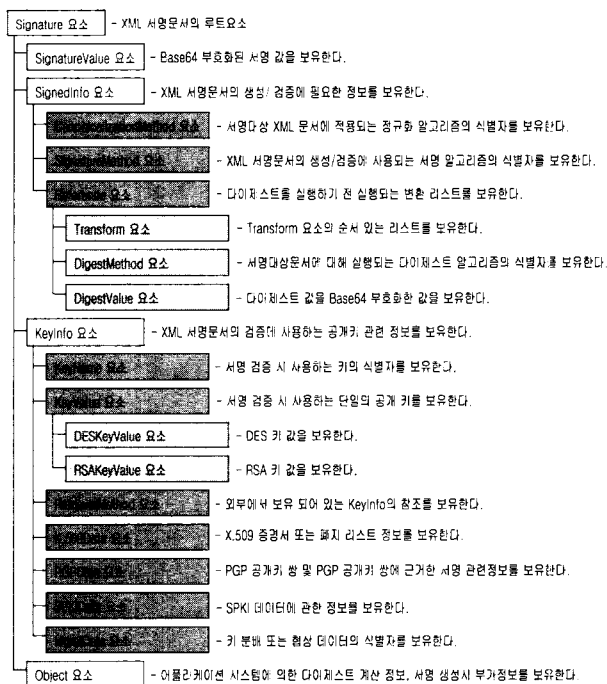 Signature 요소 - XML 서명문서의 루트요소
SignatureValue 요소 - Base64 부호화된 서명 값을 보유한다.
SignedInfo 요소 - XML 서명문서의 생성/ 검증에 필요한 정보를 보유한다.
요소 - 서명대상 XML 문서에 적용되는 정규화 알고리즘의 식별자를 보유한다.
SignatureMethod 요소 - XML 서명문서의 생성/검증에 사용되는 서명 알고리즘의 식별자를 보유한다.
요소 - 다이제스트를 실행하기 전 실행되는 변환 리스트를 보유한다.
Transform 요소 - Transform 요소의 순서 있는 리스트를 보유한다.
DigestMethod 요소 - 서명대상문서에 대해 실행되는 다이제스트 알고리즘의 식별자를 보유한다.
DigestValue 요소 - 다이제스트 값을 Base64 부호화한 값을 보유한다.
KeyInfo 요소 - XML 서명문서의 검증에 사용하는 공개키 관련 정보를 보유한다.
요소 - 서명 검증 시 사용하는 키의 식별자를 보유한다.
요소 - 서명 검증 시 사용하는 단일의 공개 키를 보유한다.
DESKeyValue 요소 - DES 키 값을 보유한다.
RSAKeyValue 요소 - RSA 키 값을 보유한다.
요소 - 외부에서 보유 되어 있는 KeyInfo의 참조를 보유한다.
요소 - X.509 증명서 또는 폐지 리스트 정보를 보유한다.
요소 - PGP 공개키 쌍 및 PGP 공개키 쌍에 근거한 서명 관련정보를 보유한다.
요소 - SPKI 데이터에 관한 정보를 보유한다.
요소 - 키 분배 또는 협상 데이터의 식별자를 보유한다.
Object 요소 - 어플리케이션 시스템에 의한 다이제스트 계산 정보, 서명 생성시 부가정보를 보유한다.